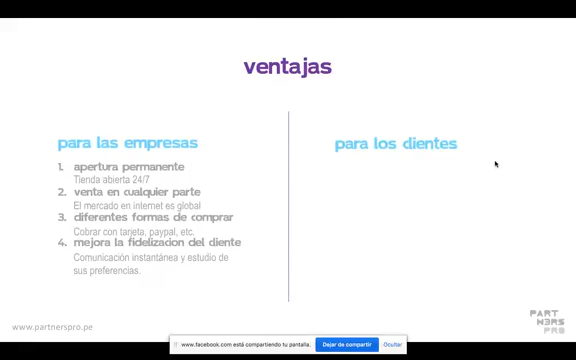 ventajas
para las empresas
1. apertura permanente
Tienda abierta 24/7
2. venta en cualquier parte
El mercado en internet es global
3. diferentes formas de comprar
Cobrar con tarjeta, paypal, etc.
4. mejora la fidelizacion del cliente
Comunicación instantánea y estudio de
sus preferencias.
para los clientes
www.partnerspro.pe
PART
NERS
PRO
www.facebook.com está compartiendo tu pantalla.
Dejar de compartir
Ocultar